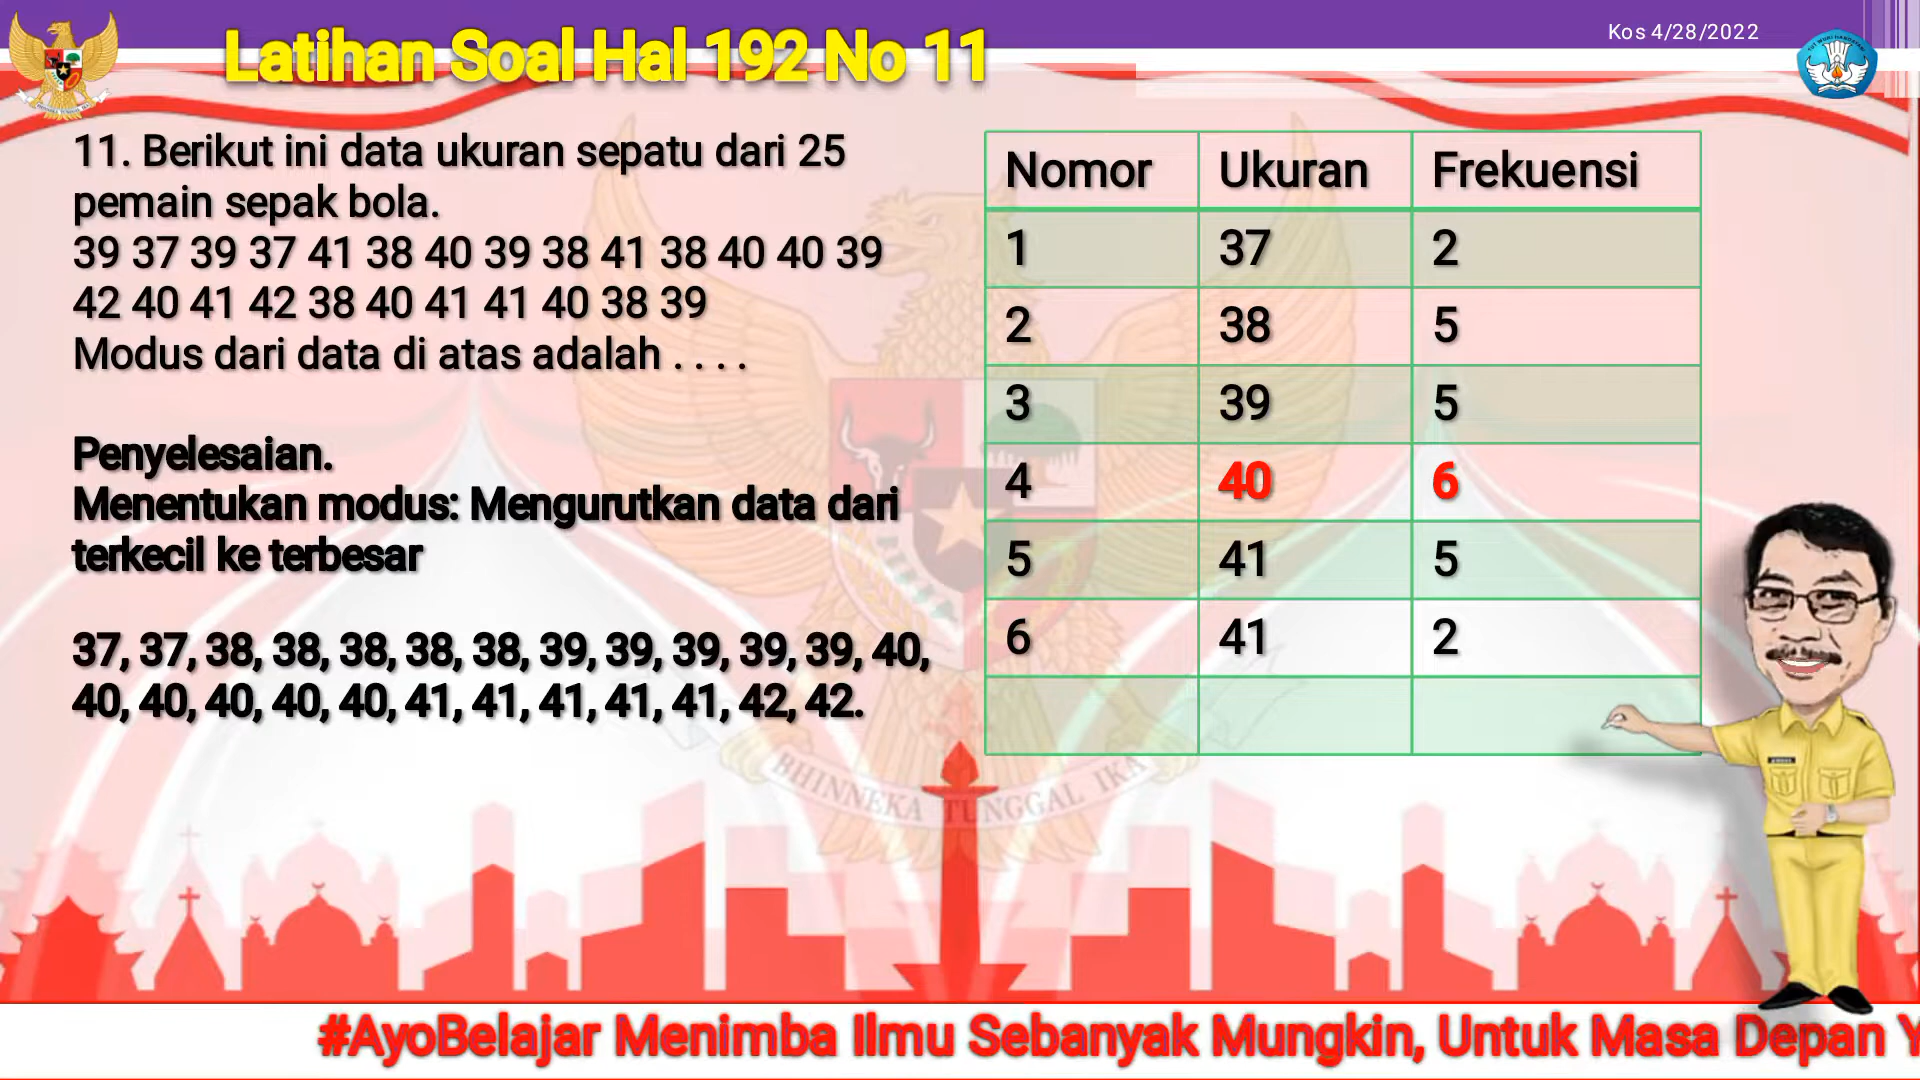 Latihan Soal Hal 192 No 11
Kos 4/28/2022
11. Berikut ini data ukuran sepatu dari 25
pemain sepak bola.
39 37 39 37 41 38 40 39 38 41 38 40 40 39
42 40 41 42 38 40 41 41 40 38 39
Modus dari data di atas adalah . . . .
Penyelesaian.
Menentukan modus: Mengurutkan data dari
terkecil ke terbesar
37, 37, 38, 38, 38, 38, 38, 39, 39, 39, 39, 39, 40,
40, 40, 40, 40, 40, 41, 41, 41, 41, 41, 42, 42.
Nomor Ukuran Frekuensi
1 37 2
2 38 5
3 39 5
4 40 6
5 41 5
6 41 2
BHINNEKA TUNGGAL IKA
#AyoBelajar Menimba Ilmu Sebanyak Mungkin, Untuk Masa Depan Y